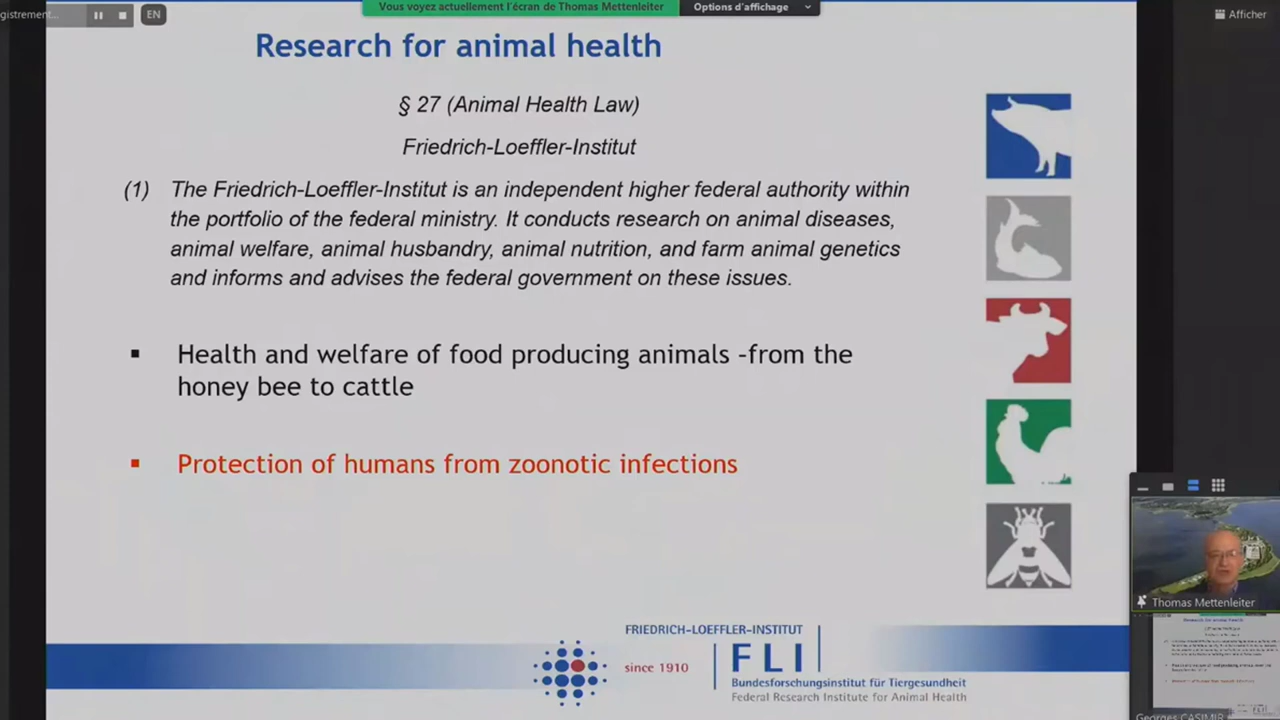 Vous voyez actuellement l'écran de Thomas Mettenleiter
Options d'affichage
EN
Afficher
Research for animal health
§ 27 (Animal Health Law)
Friedrich-Loeffler-Institut
(1) The Friedrich-Loeffler-Institut is an independent higher federal authority within
the portfolio of the federal ministry. It conducts research on animal diseases,
animal welfare, animal husbandry, animal nutrition, and farm animal genetics
and informs and advises the federal government on these issues.
▪ Health and welfare of food producing animals -from the
honey bee to cattle
▪ Protection of humans from zoonotic infections
Thomas Mettenleiter
FRIEDRICH-LOEFFLER-INSTITUT
since 1910
FLI
Bundesforschungsinstitut für Tiergesundheit
Federal Research Institute for Animal Health
Georges CASIMIR